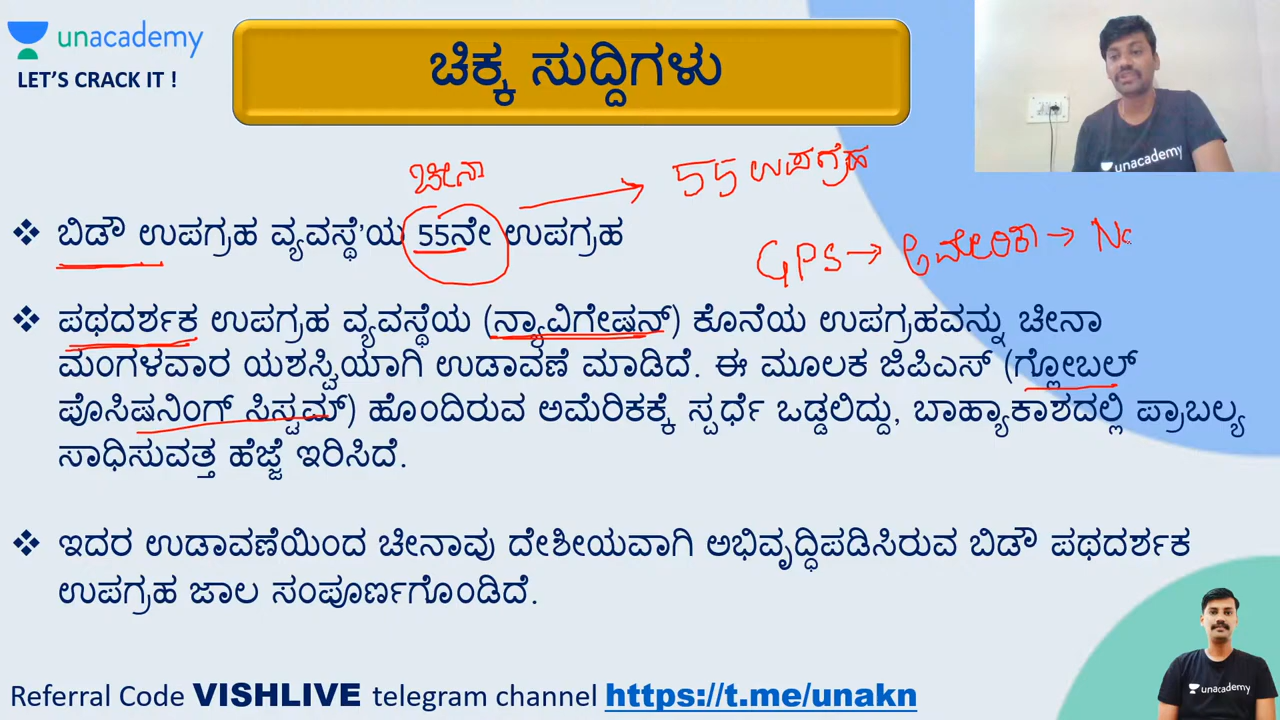 unacademy
LET'S CRACK IT !
ಚಿಕ್ಕ ಸುದ್ದಿಗಳು
unacademy
ಚೀನಾ
55 ಉಪಗ್ರಹ
❖ ಬಿಡೌ ಉಪಗ್ರಹ ವ್ಯವಸ್ಥೆ'ಯ 55ನೇ ಉಪಗ್ರಹ
GPS → ಅಮೇರಿಕಾ →
❖ ಪಥದರ್ಶಕ ಉಪಗ್ರಹ ವ್ಯವಸ್ಥೆಯ (ನ್ಯಾವಿಗೇಷನ್) ಕೊನೆಯ ಉಪಗ್ರಹವನ್ನು ಚೀನಾ
ಮಂಗಳವಾರ ಯಶಸ್ವಿಯಾಗಿ ಉಡಾವಣೆ ಮಾಡಿದೆ. ಈ ಮೂಲಕ ಜಿಪಿಎಸ್ (ಗ್ಲೋಬಲ್
ಪೊಸಿಷನಿಂಗ್ ಸಿಸ್ಟಮ್) ಹೊಂದಿರುವ ಅಮೆರಿಕಕ್ಕೆ ಸ್ಪರ್ಧೆ ಒಡ್ಡಲಿದ್ದು, ಬಾಹ್ಯಾಕಾಶದಲ್ಲಿ ಪ್ರಾಬಲ್ಯ
ಸಾಧಿಸುವತ್ತ ಹೆಜ್ಜೆ ಇರಿಸಿದೆ.
❖ ಇದರ ಉಡಾವಣೆಯಿಂದ ಚೀನಾವು ದೇಶೀಯವಾಗಿ ಅಭಿವೃದ್ಧಿಪಡಿಸಿರುವ ಬಿಡೌ ಪಥದರ್ಶಕ
ಉಪಗ್ರಹ ಜಾಲ ಸಂಪೂರ್ಣಗೊಂಡಿದೆ.
unacademy
Referral Code VISHLIVE telegram channel https://t.me/unakn